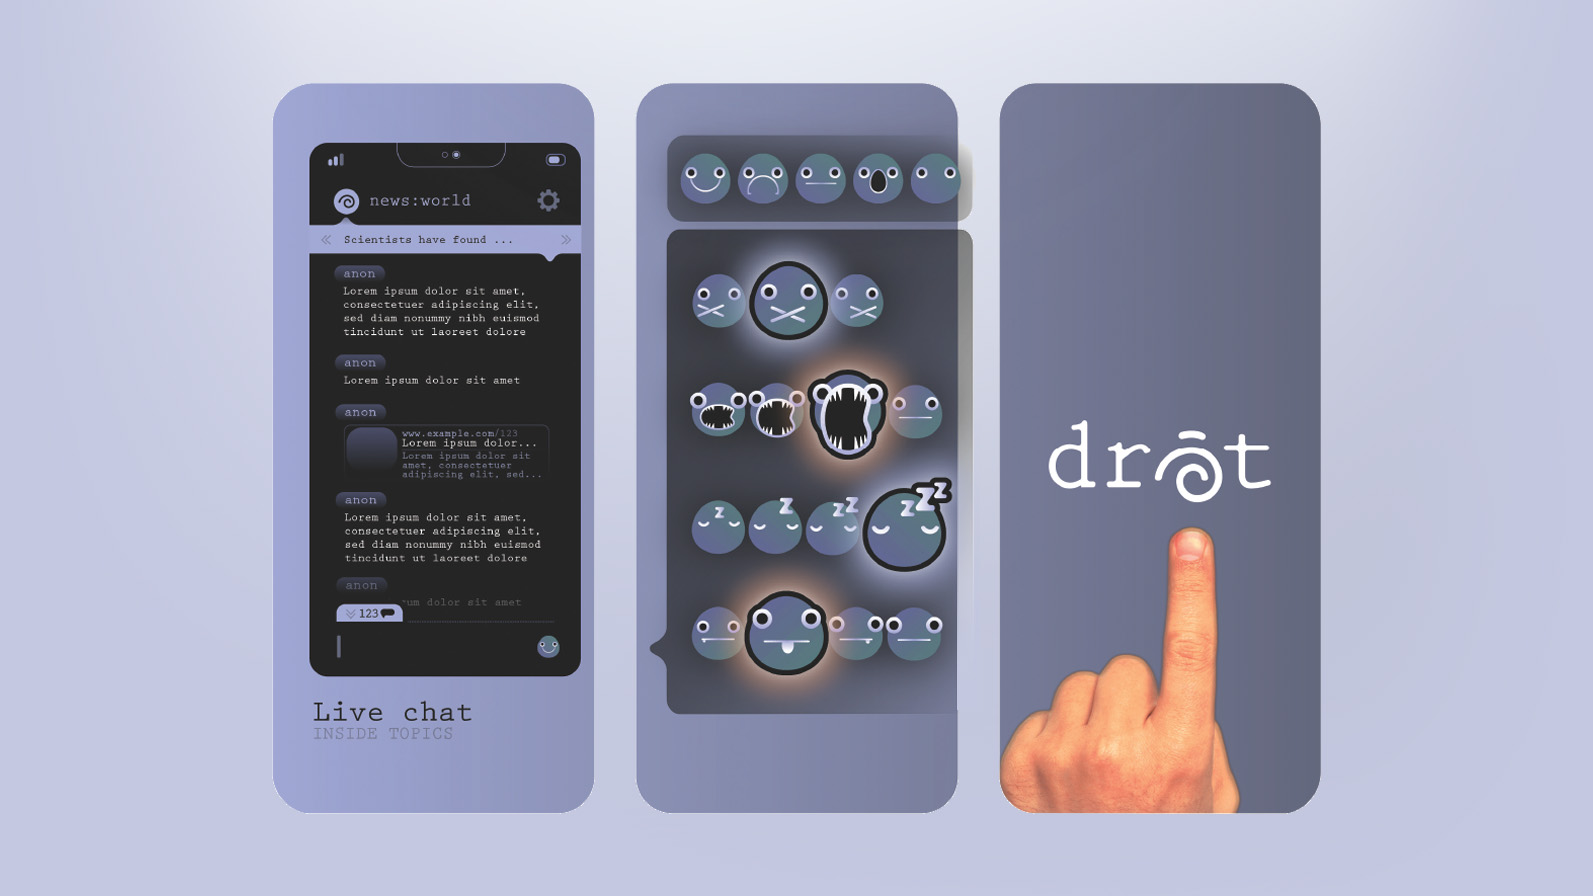 news:world
Scientists have found ...
anon
Lorem ipsum dolor sit amet,
consectetuer adipiscing elit,
sed diam nonummy nibh euismod
tincidunt ut laoreet dolore
anon
Lorem ipsum dolor sit amet
anon
www.example.com/123
Lorem ipsum dolor...
Lorem ipsum dolor sit
amet, consectetuer
adipiscing elit, sed...
anon
Lorem ipsum dolor sit amet,
consectetuer adipiscing elit,
sed diam nonummy nibh euismod
tincidunt ut laoreet dolore
anon
dolor sit amet
123
Live chat
INSIDE TOPICS
z
z
z z
z z z
drōt